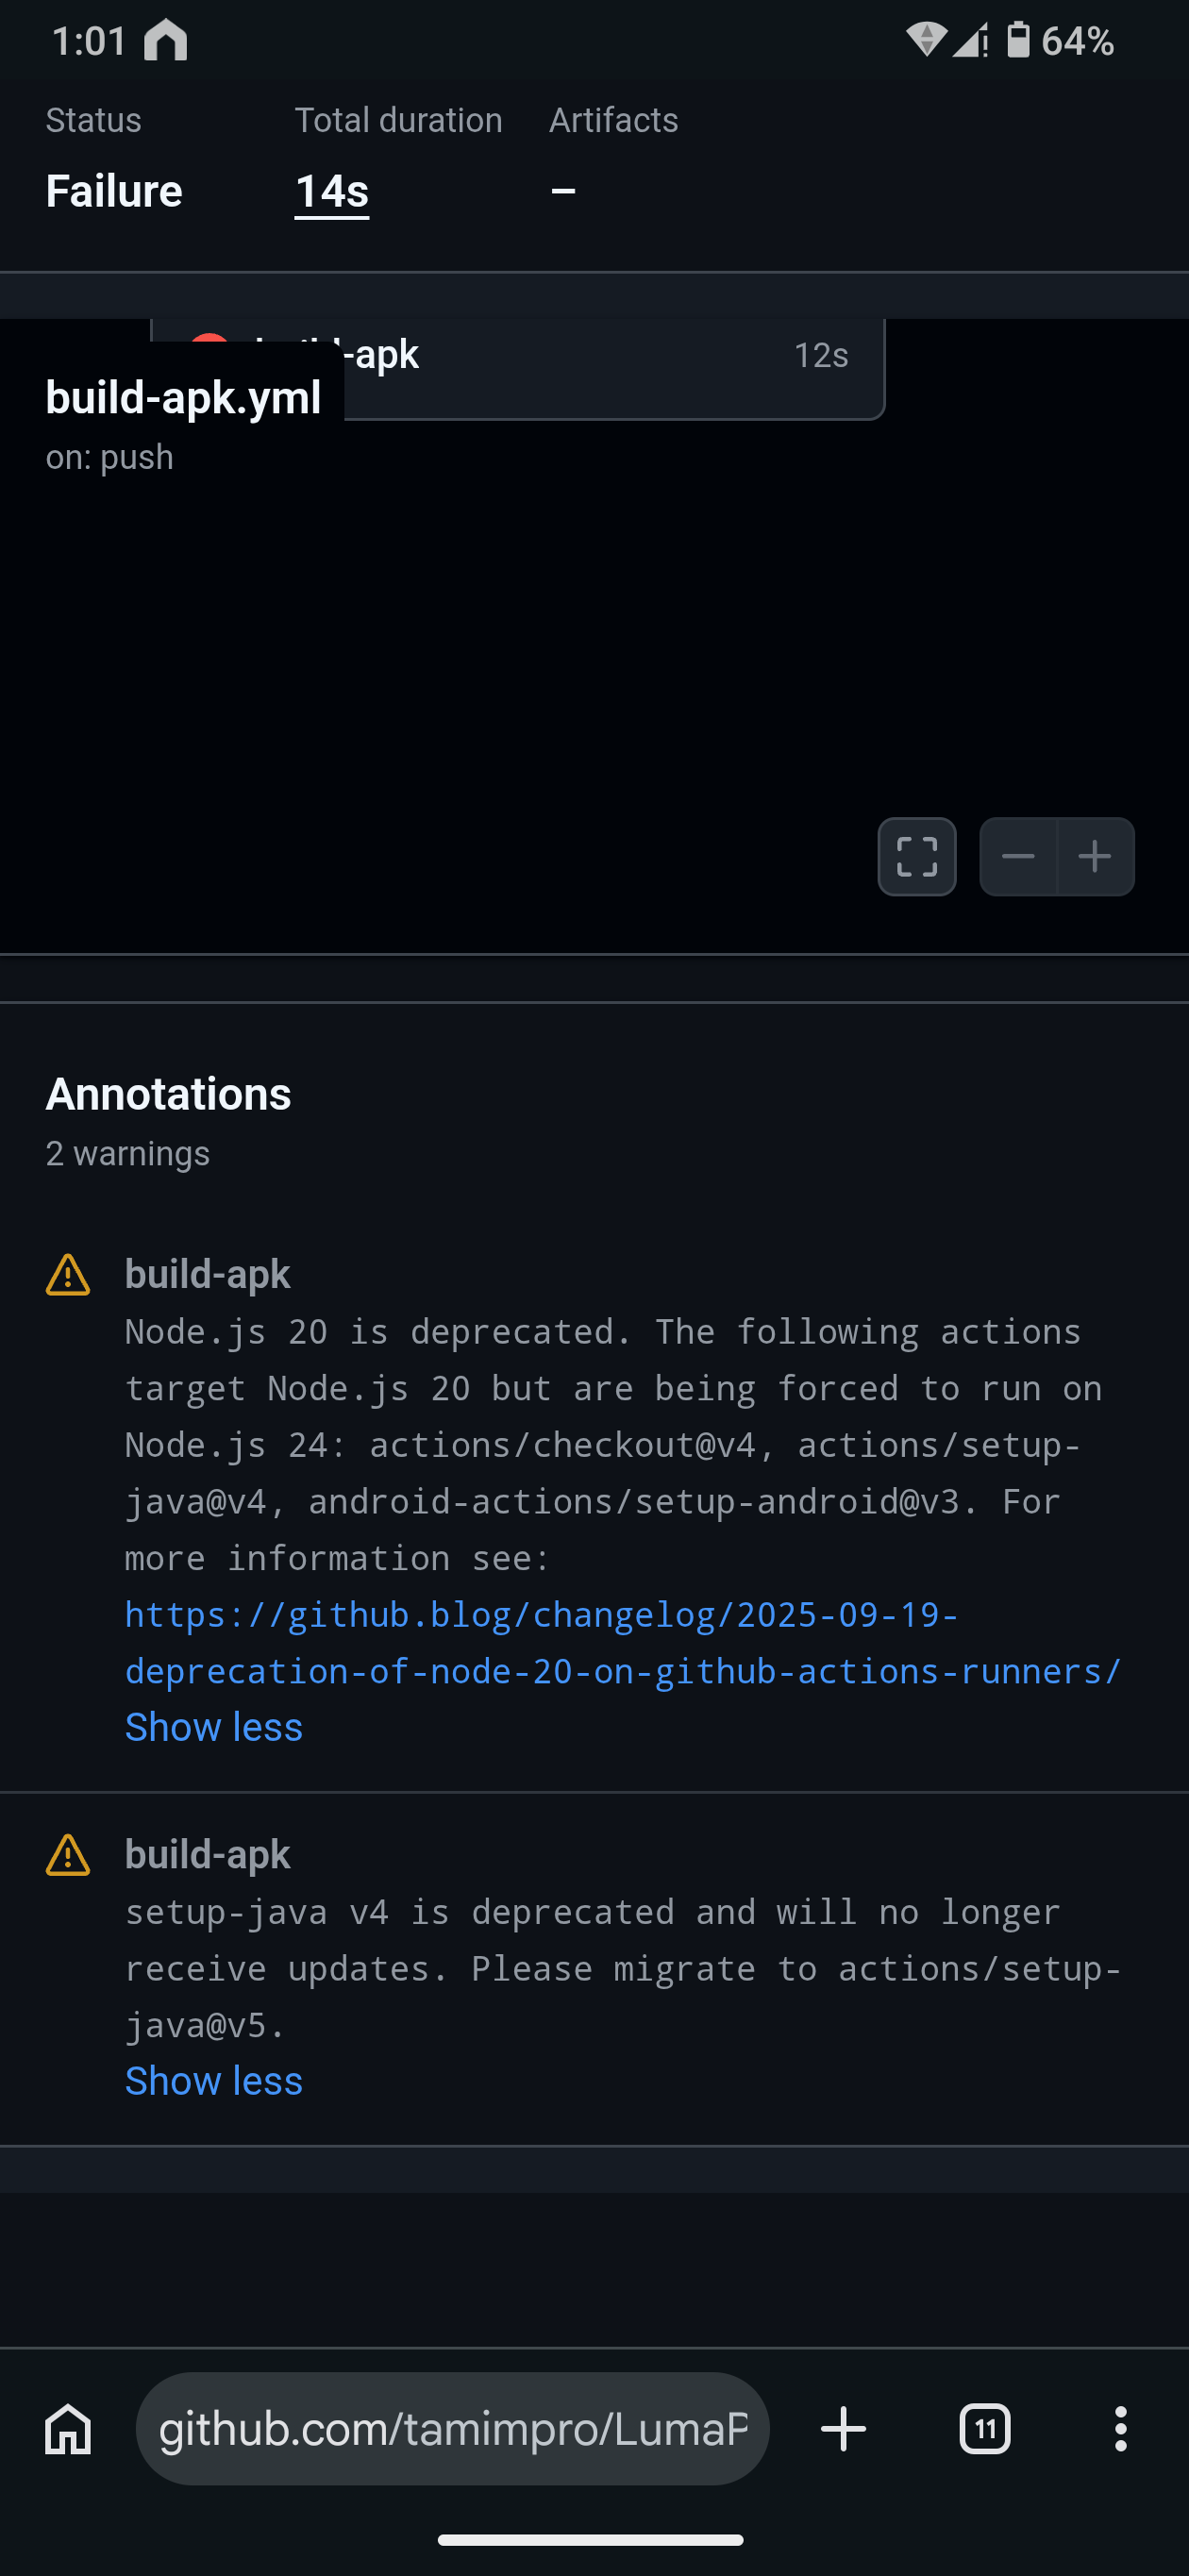 1:01 64%
Status Total duration Artifacts
Failure 14s –
-apk 12s
build-apk.yml
on: push
Annotations
2 warnings
build-apk
Node.js 20 is deprecated. The following actions
target Node.js 20 but are being forced to run on
Node.js 24: actions/checkout@v4, actions/setup-
java@v4, android-actions/setup-android@v3. For
more information see:
https://github.blog/changelog/2025-09-19-
deprecation-of-node-20-on-github-actions-runners/
Show less
build-apk
setup-java v4 is deprecated and will no longer
receive updates. Please migrate to actions/setup-
java@v5.
Show less
github.com/tamimpro/LumaP
11